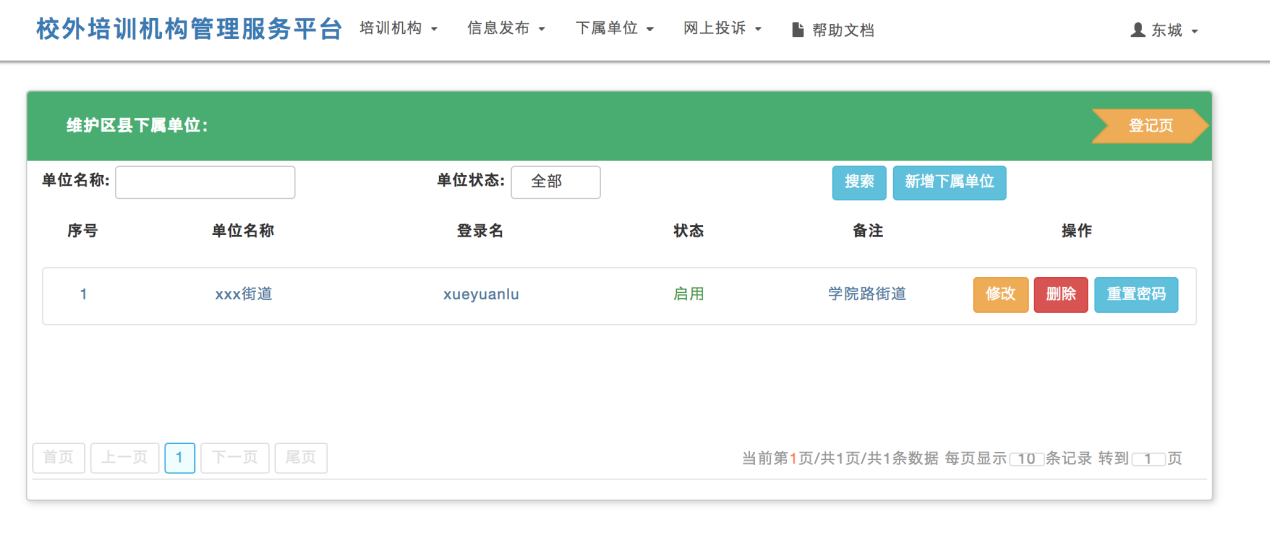 校外培训机构管理服务平台 培训机构 信息发布 下属单位 网上投诉 帮助文档 东城
维护区县下属单位: 登记页
单位名称: 单位状态: 全部 搜索 新增下属单位
序号 单位名称 登录名 状态 备注 操作
1 xxx街道 xueyuanlu 启用 学院路街道 修改 删除 重置密码
首页 上一页 1 下一页 尾页 当前第1页/共1页/共1条数据 每页显示 10 条记录 转到 1 页